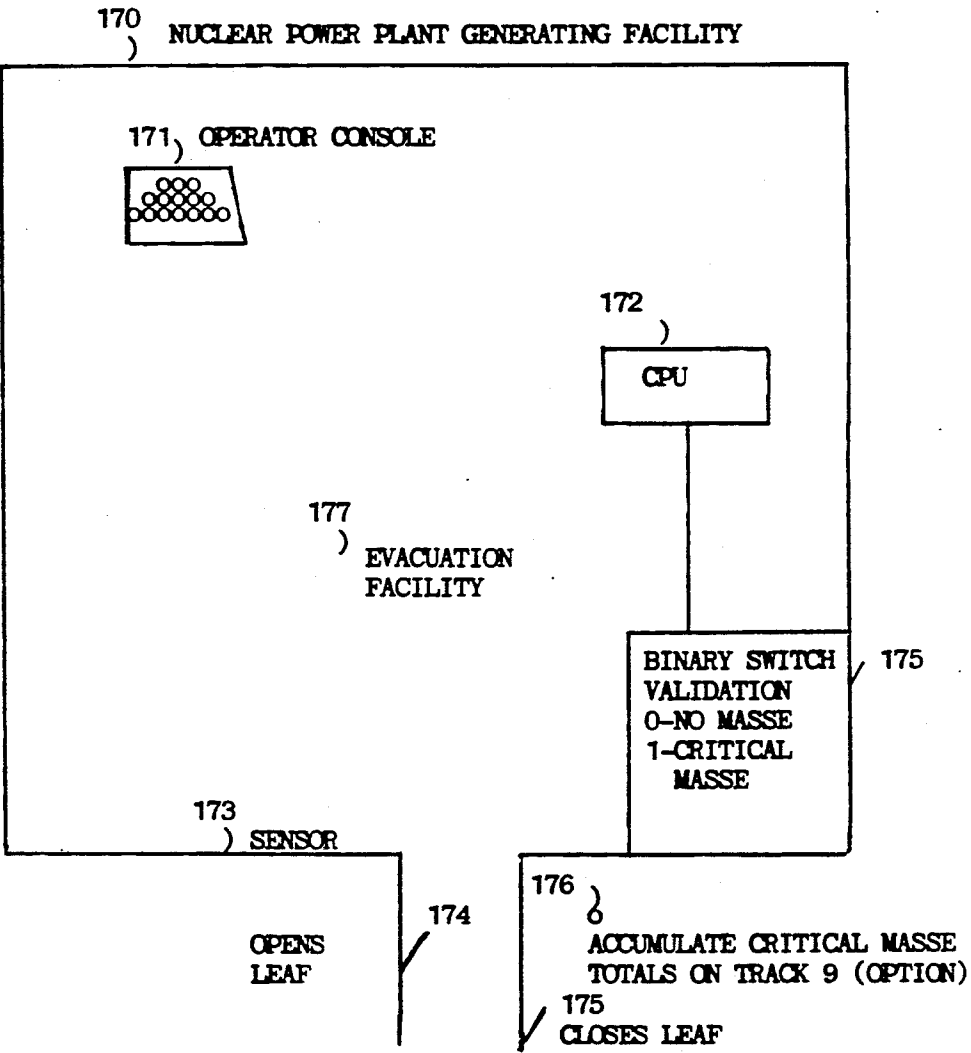 170
NUCLEAR POWER PLANT GENERATING FACILITY
171
OPERATOR CONSOLE
172
CPU
177
EVACUATION
FACILITY
BINARY SWITCH
VALIDATION
0-NO MASSE
1-CRITICAL
MASSE
175
173
SENSOR
176
174
OPENS
LEAF
ACCUMULATE CRITICAL MASSE
TOTALS ON TRACK 9 (OPTION)
175
CLOSES LEAF